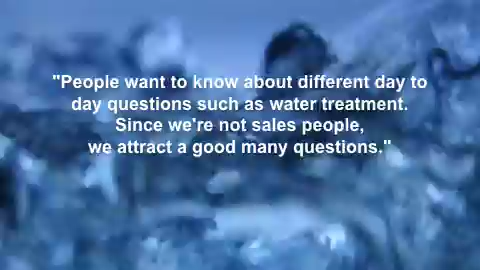 "People want to know about different day to
day questions such as water treatment.
Since we're not sales people,
we attract a good many questions."